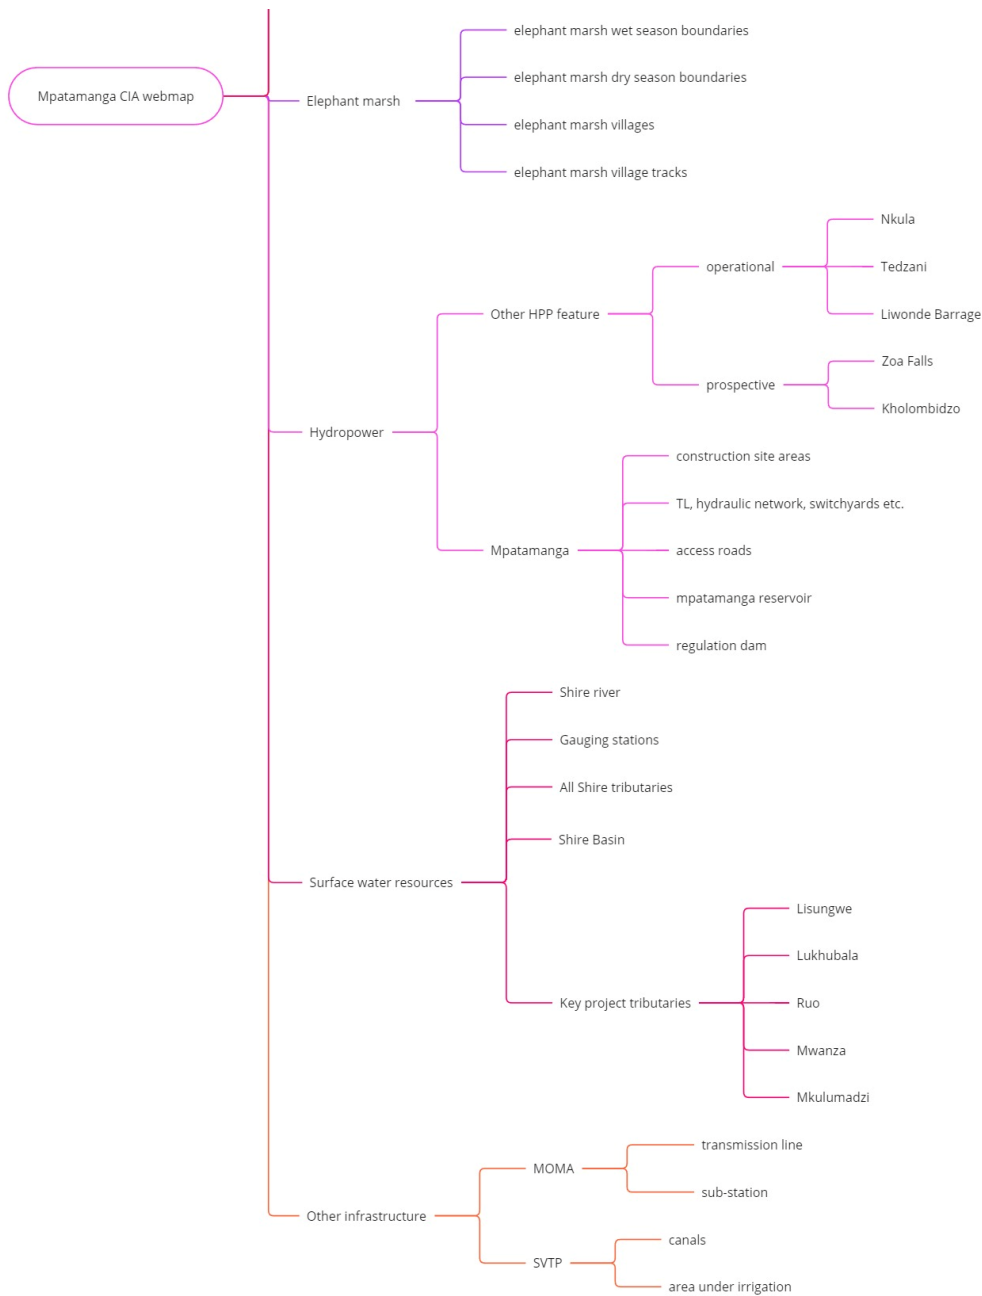 Mpatamanga CIA webmap
Elephant marsh
elephant marsh wet season boundaries
elephant marsh dry season boundaries
elephant marsh villages
elephant marsh village tracks
Hydropower
Other HPP feature
operational
Nkula
Tedzani
Liwonde Barrage
prospective
Zoa Falls
Kholombidzo
Mpatamanga
construction site areas
TL, hydraulic network, switchyards etc.
access roads
mpatamanga reservoir
regulation dam
Surface water resources
Shire river
Gauging stations
All Shire tributaries
Shire Basin
Key project tributaries
Lisungwe
Lukhubala
Ruo
Mwanza
Mkulumadzi
Other infrastructure
MOMA
transmission line
sub-station
SVTP
canals
area under irrigation